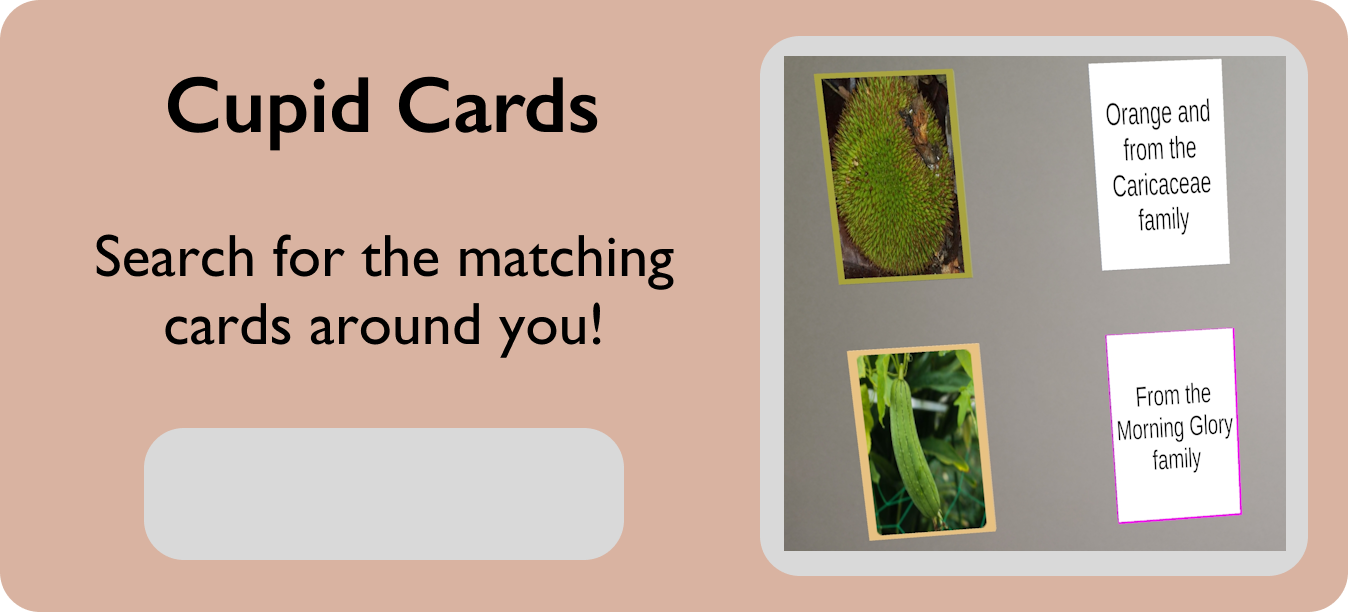 Cupid Cards
Search for the matching
cards around you!
Orange and
from the
Caricaceae
family
From the
Morning Glory
family